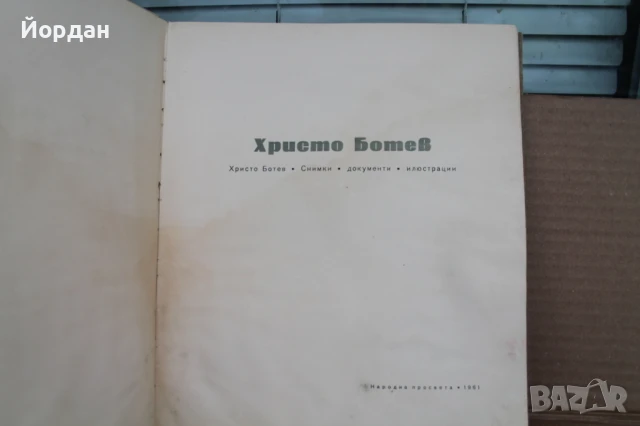 Йордан
Христо Ботев
Христо Ботев • Снимки • документи • илюстрации
Народна просвета • 1961
BAZAR